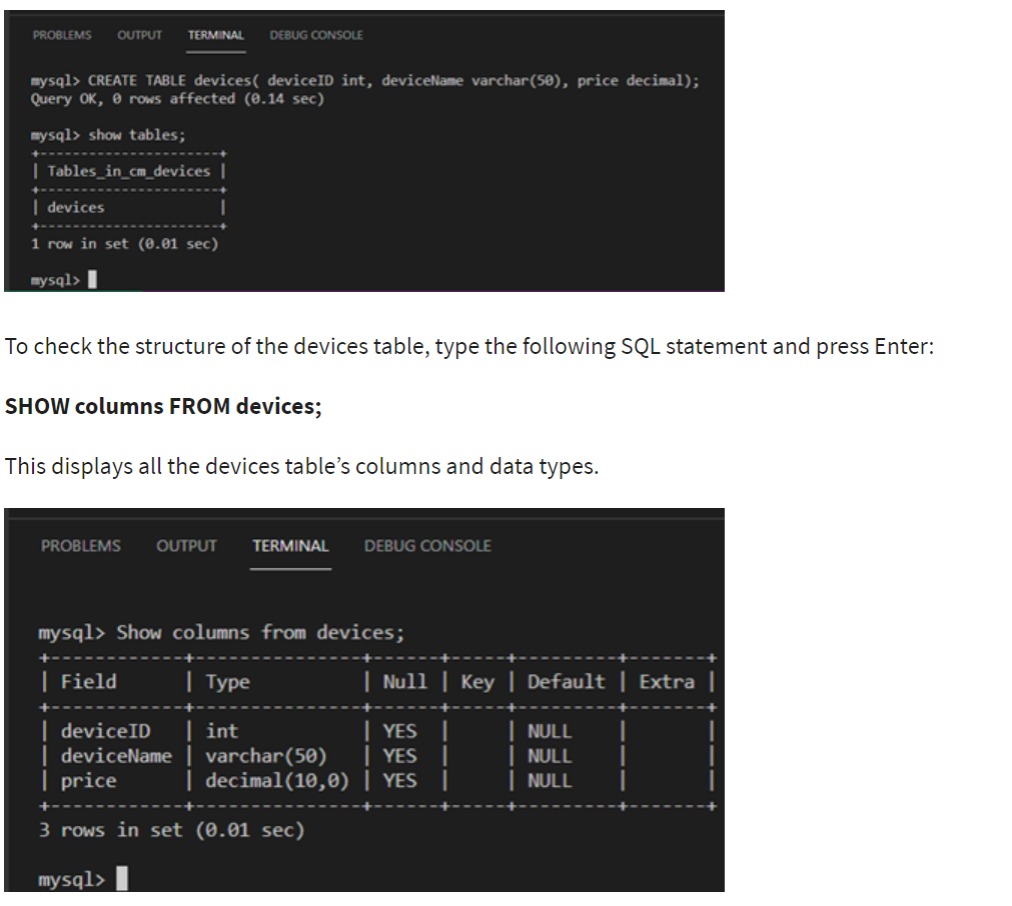 PROBLEMS OUTPUT TERMINAL DEBUG CONSOLE
mysql> CREATE TABLE devices( deviceID int, deviceName varchar(50), price decimal);
Query OK, 0 rows affected (0.14 sec)
mysql> show tables;
+----------------------+
| Tables_in_cm_devices |
+----------------------+
| devices              |
+----------------------+
1 row in set (0.01 sec)
mysql>
To check the structure of the devices table, type the following SQL statement and press Enter:
SHOW columns FROM devices;
This displays all the devices table’s columns and data types.
PROBLEMS OUTPUT TERMINAL DEBUG CONSOLE
mysql> Show columns from devices;
+------------+---------------+------+-----+---------+-------+
| Field      | Type          | Null | Key | Default | Extra |
+------------+---------------+------+-----+---------+-------+
| deviceID   | int           | YES  |     | NULL    |       |
| deviceName | varchar(50)   | YES  |     | NULL    |       |
| price      | decimal(10,0) | YES  |     | NULL    |       |
+------------+---------------+------+-----+---------+-------+
3 rows in set (0.01 sec)
mysql>